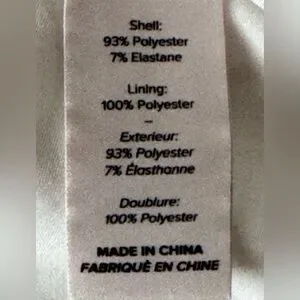 Shell:
93% Polyester
7% Elastane
Lining:
100% Polyester
–
Exterieur:
93% Polyester
7% Élasthanne
Doublure:
100% Polyester
MADE IN CHINA
FABRIQUÈ EN CHINE